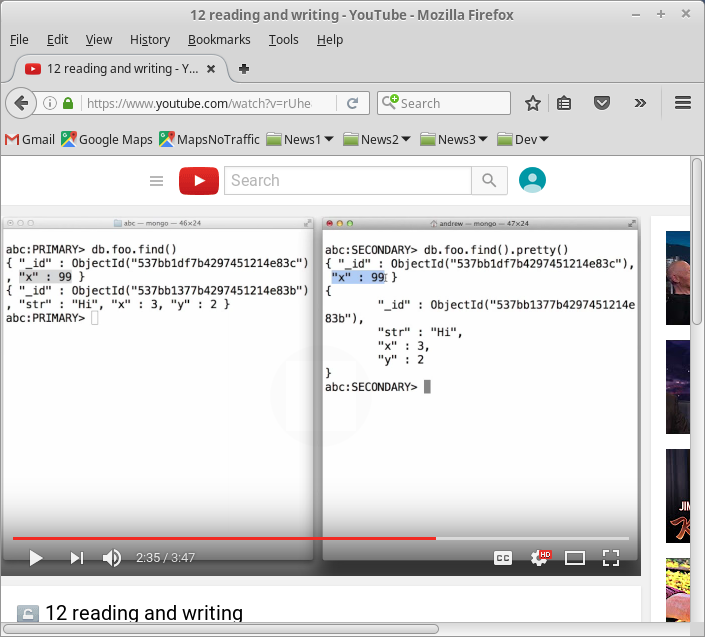 12 reading and writing - YouTube - Mozilla Firefox
File Edit View History Bookmarks Tools Help
12 reading and writing - Y...
https://www.youtube.com/watch?v=rUhe
Search
Gmail Google Maps MapsNoTraffic News1 News2 News3 Dev
Search
abc — mongo — 46×24
abc:PRIMARY> db.foo.find()
{ "_id" : ObjectId("537bb1df7b4297451214e83c")
, "x" : 99 }
{ "_id" : ObjectId("537bb1377b4297451214e83b")
, "str" : "Hi", "x" : 3, "y" : 2 }
abc:PRIMARY>
andrew — mongo — 47×24
abc:SECONDARY> db.foo.find().pretty()
{ "_id" : ObjectId("537bb1df7b4297451214e83c"),
"x" : 99 }
{
"_id" : ObjectId("537bb1377b4297451214e
83b"),
"str" : "Hi",
"x" : 3,
"y" : 2
}
abc:SECONDARY>
JIM
2:35 / 3:47
CC
HD
12 reading and writing